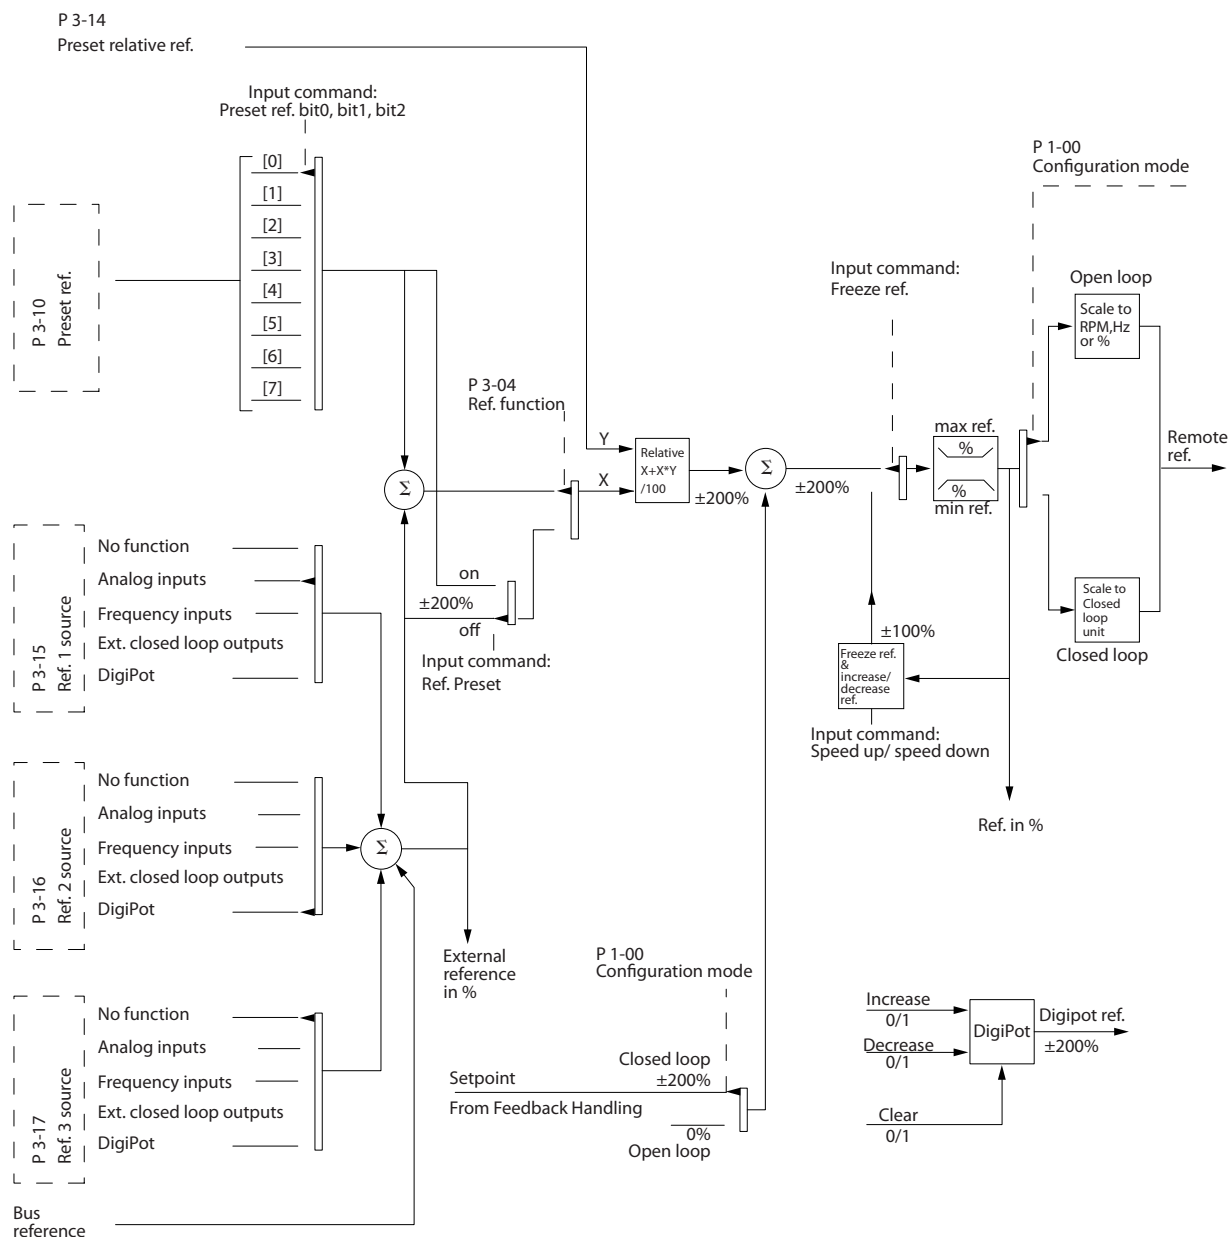 P 3-14
Preset relative ref.
Input command:
Preset ref. bit0, bit1, bit2
P 1-00
Configuration mode
[0]
[1]
[2]
[3]
[4]
[5]
[6]
[7]
P 3-10
Preset ref.
Input command:
Freeze ref.
Open loop
Scale to
RPM,Hz
or %
P 3-04
Ref. function
Y
X
Relative
X+X*Y
/100
±200%
Σ
±200%
max ref.
%
%
min ref.
Remote
ref.
Σ
P 3-15
Ref. 1 source
No function
Analog inputs
Frequency inputs
Ext. closed loop outputs
DigiPot
on
±200%
off
Input command:
Ref. Preset
Scale to
Closed
loop
unit
Closed loop
±100%
Freeze ref.
&
increase/
decrease
ref.
Input command:
Speed up/ speed down
Ref. in %
P 3-16
Ref. 2 source
No function
Analog inputs
Frequency inputs
Ext. closed loop outputs
DigiPot
Σ
External
reference
in %
P 1-00
Configuration mode
P 3-17
Ref. 3 source
No function
Analog inputs
Frequency inputs
Ext. closed loop outputs
DigiPot
Closed loop
Setpoint
±200%
From Feedback Handling
0%
Open loop
Increase
0/1
Decrease
0/1
DigiPot
Digipot ref.
±200%
Clear
0/1
Bus
reference